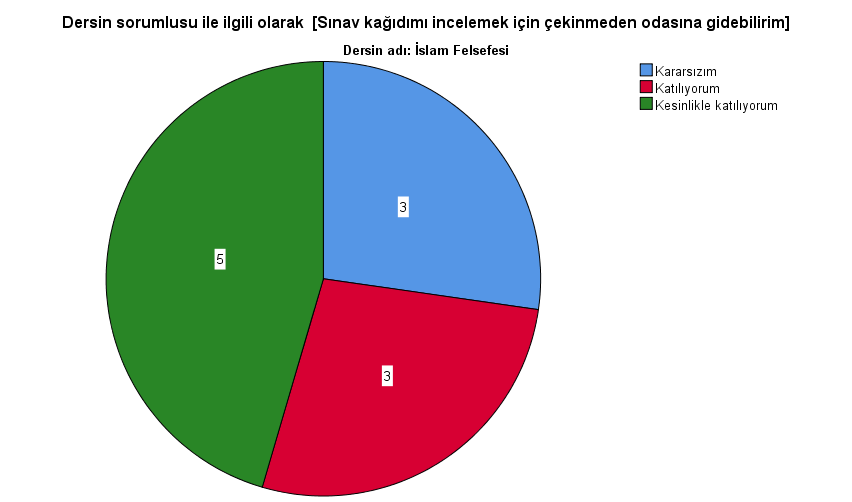 Dersin sorumlusu ile ilgili olarak [Sınav kağıdımı incelemek için çekinmeden odasına gidebilirim]
Dersin adı: İslam Felsefesi
Kararsızım
Katılıyorum
Kesinlikle katılıyorum
3
5
3